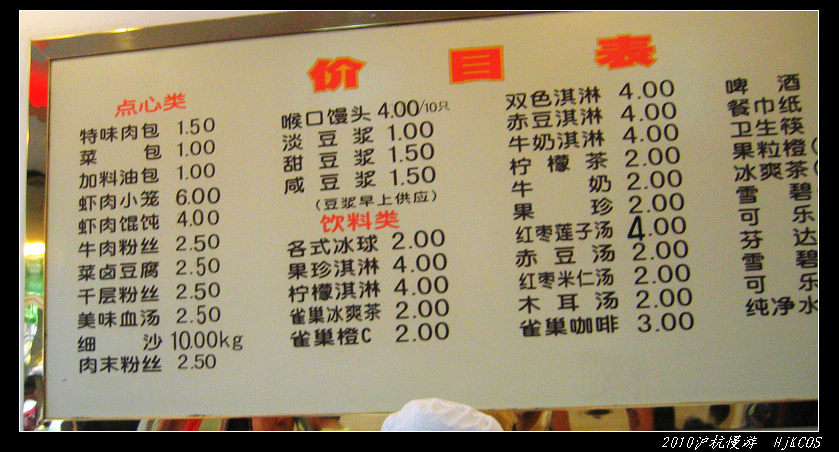 价目表
点心类
特味肉包 1.50
菜包 1.00
加料油包 1.00
虾肉小笼 6.00
虾肉馄饨 4.00
牛肉粉丝 2.50
菜卤豆腐 2.50
千层粉丝 2.50
美味血汤 2.50
细沙 10.00kg
肉末粉丝 2.50
喉口馒头 4.00/10只
淡豆浆 1.00
甜豆浆 1.50
咸豆浆 1.50
(豆浆早上供应)
饮料类
各式冰球 2.00
果珍淇淋 4.00
柠檬淇淋 4.00
雀巢冰爽茶 2.00
雀巢橙C 2.00
双色淇淋 4.00
赤豆淇淋 4.00
牛奶淇淋 4.00
柠檬茶 2.00
牛奶 2.00
果珍 2.00
红枣莲子汤 4.00
赤豆汤 2.00
红枣米仁汤 2.00
木耳汤 2.00
雀巢咖啡 3.00
啤酒
餐巾纸
卫生筷
果粒橙(
冰爽茶(
雪碧
可乐
芬达
雪碧
可乐
纯净水
2010沪杭慢游 HjKCOS